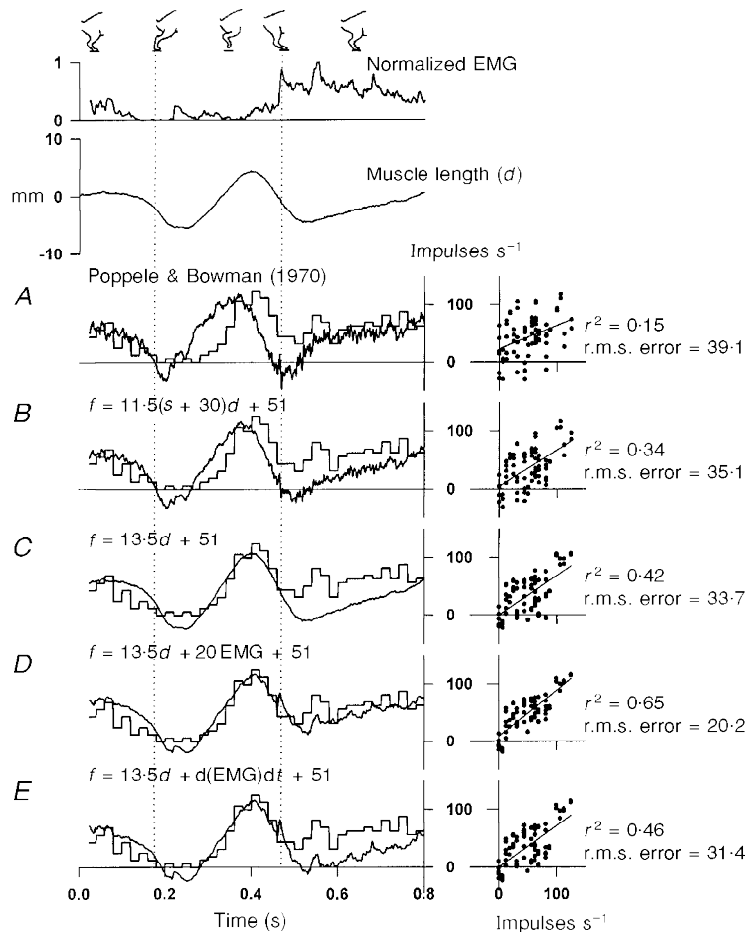 Normalized EMG
1
0
10
mm 0
-10
Muscle length (d)
Impulses s⁻¹
Poppele & Bowman (1970)
A
100
0
r² = 0·15
r.m.s. error = 39·1
f = 11·5(s + 30)d + 51
B
100
0
r² = 0·34
r.m.s. error = 35·1
f = 13·5d + 51
C
100
0
r² = 0·42
r.m.s. error = 33·7
f = 13·5d + 20 EMG + 51
D
100
0
r² = 0·65
r.m.s. error = 20·2
f = 13·5d + d(EMG)dt + 51
E
100
0
r² = 0·46
r.m.s. error = 31·4
0.0 0.2 0.4 0.6 0.8
0 100
Time (s)
Impulses s⁻¹